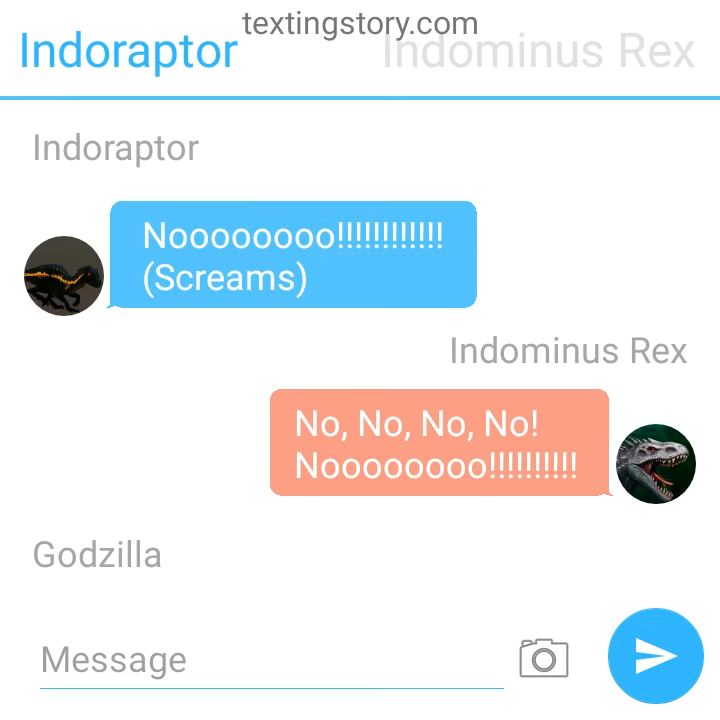 textingstory.com
Indoraptor
Indominus Rex
Indoraptor
Noooooooo!!!!!!!!!!!!
(Screams)
Indominus Rex
No, No, No, No!
Noooooooo!!!!!!!!!!
Godzilla
Message